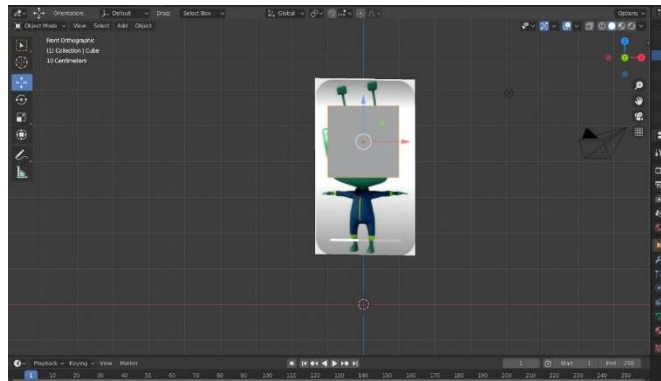 Orientation: Default Drag: Select Box Global Options
Object Mode View Select Add Object
Front Orthographic
(1) Collection | Cube
10 Centimeters
Playback Keying View Marker 1 Start 1 End 250
1 10 20 30 40 50 60 70 80 90 100 110 120 130 140 150 160 170 180 190 200 210 220 230 240 250